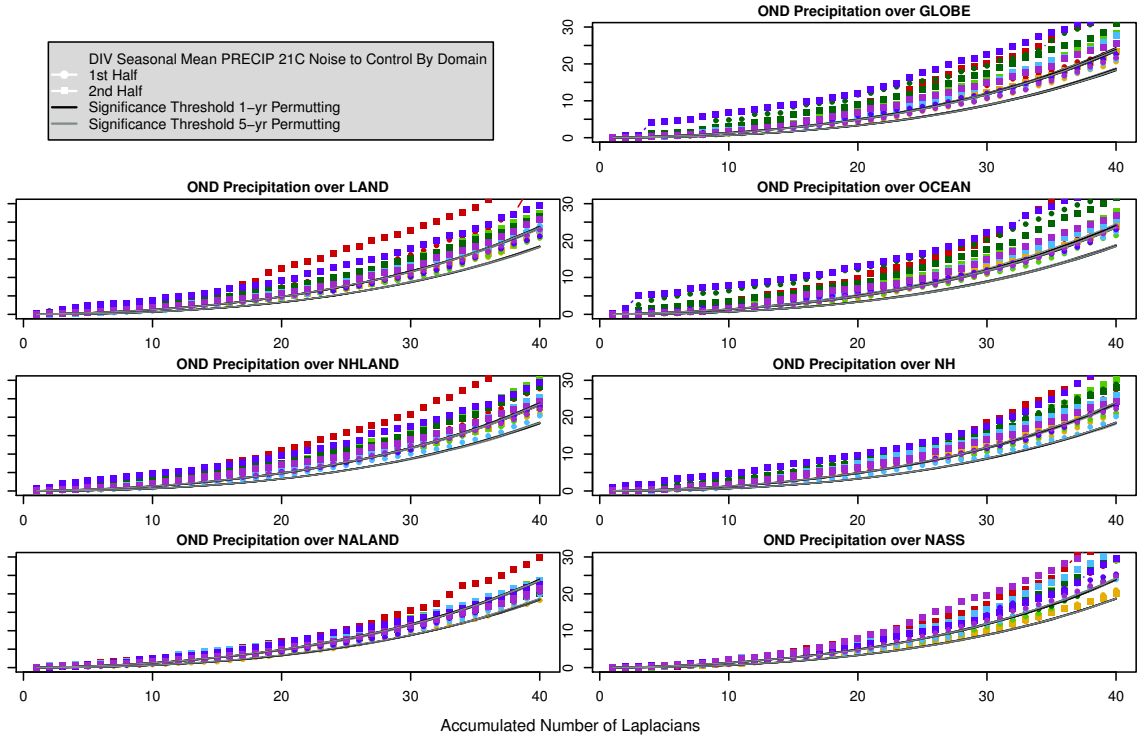 OND Precipitation over GLOBE
DIV Seasonal Mean PRECIP 21C Noise to Control By Domain
1st Half
2nd Half
Significance Threshold 1−yr Permutting
Significance Threshold 5−yr Permutting
0 10 20 30
0 10 20 30 40
OND Precipitation over LAND
0 10 20 30
0 10 20 30 40
OND Precipitation over OCEAN
0 10 20 30 40
OND Precipitation over NHLAND
0 10 20 30
0 10 20 30 40
OND Precipitation over NH
0 10 20 30 40
OND Precipitation over NALAND
0 10 20 30
0 10 20 30 40
OND Precipitation over NASS
0 10 20 30 40
Accumulated Number of Laplacians